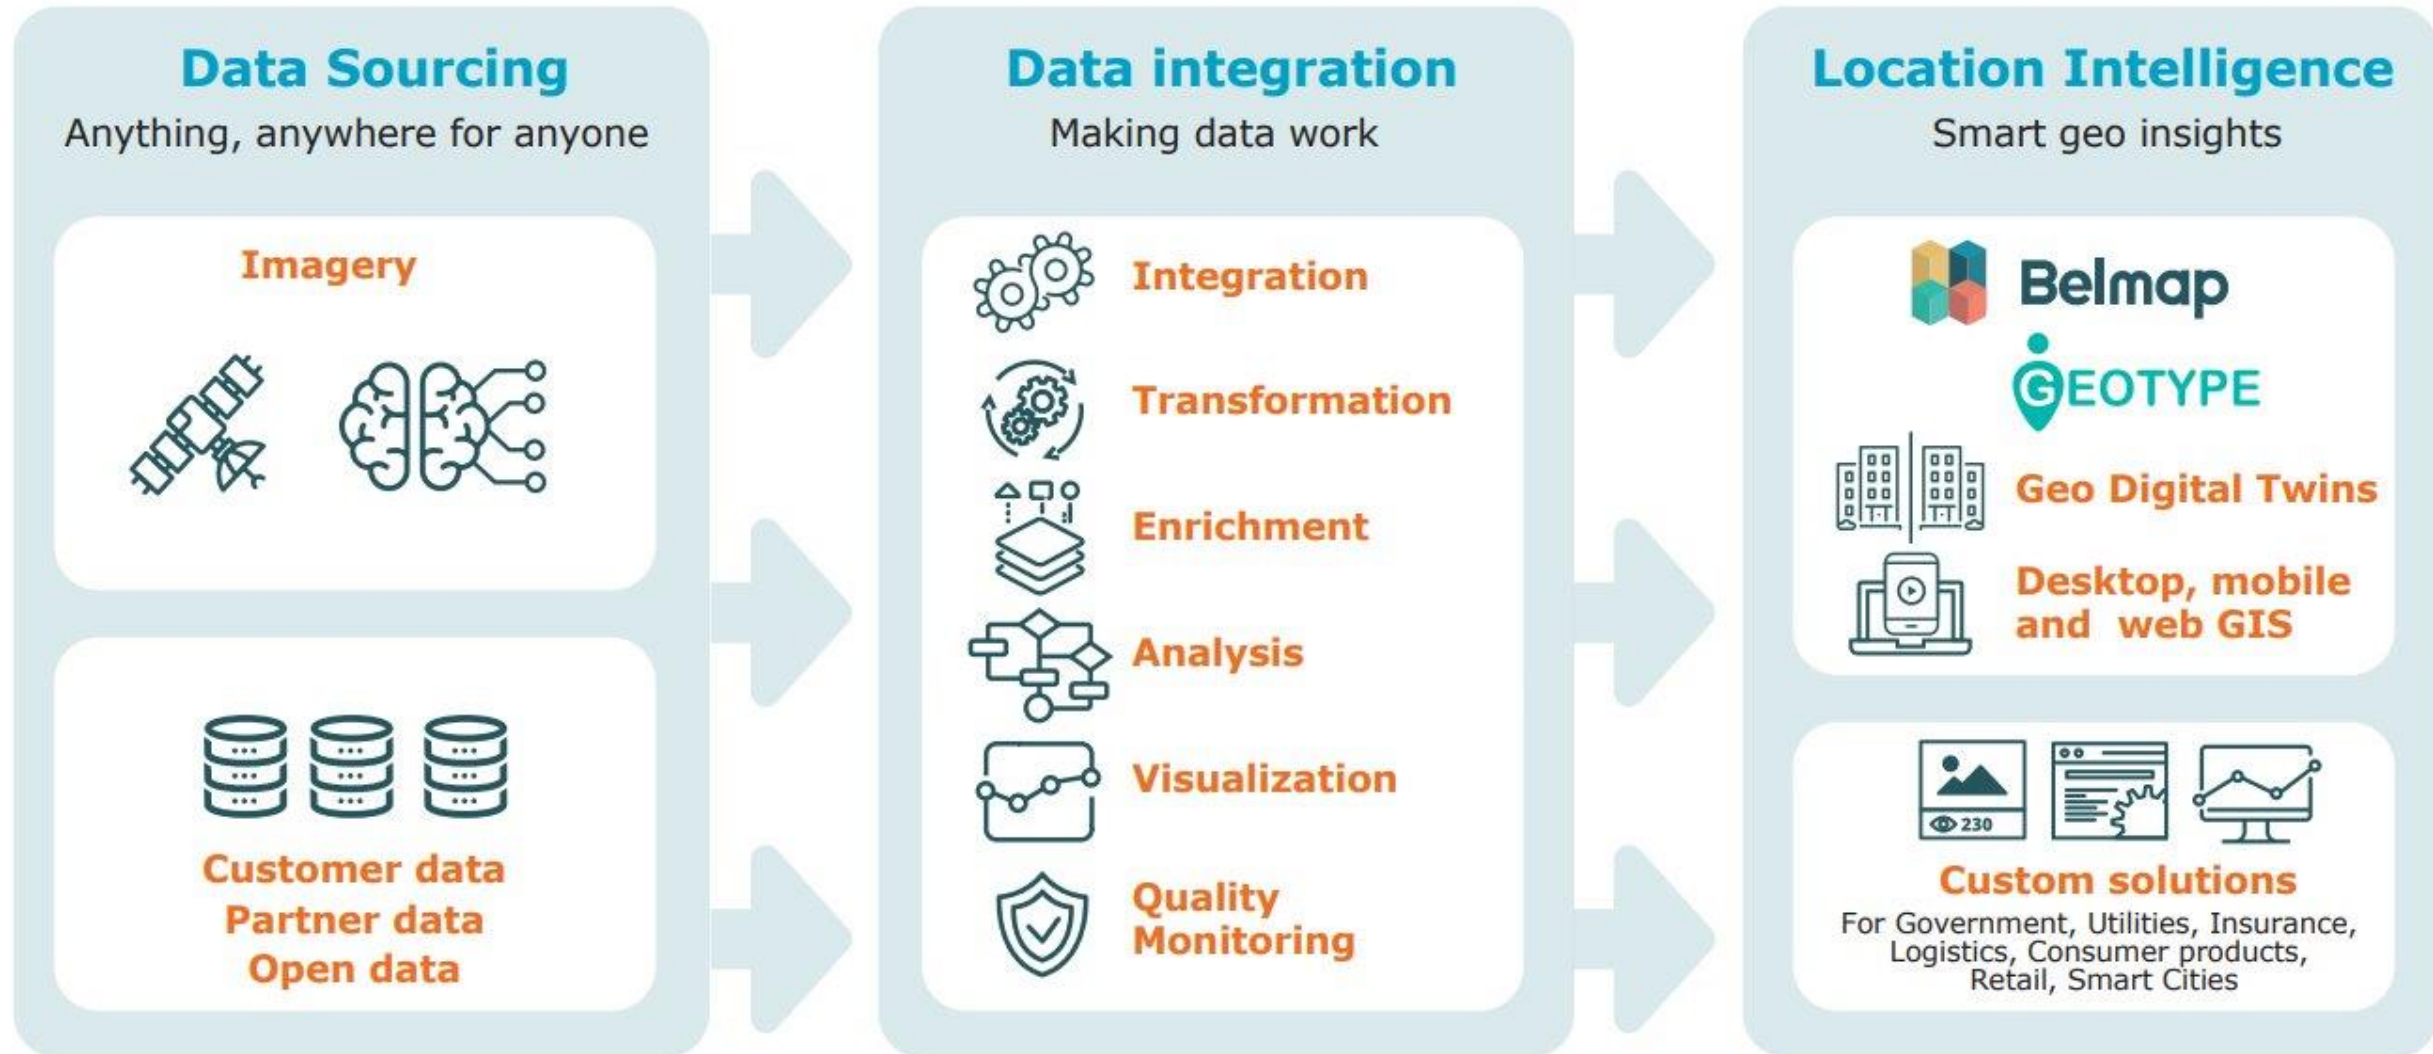 Data Sourcing
Anything, anywhere for anyone
Imagery
Customer data
Partner data
Open data
Data integration
Making data work
Integration
Transformation
Enrichment
Analysis
Visualization
Quality
Monitoring
Location Intelligence
Smart geo insights
Belmap
GEOTYPE
Geo Digital Twins
Desktop, mobile
and web GIS
230
Custom solutions
For Government, Utilities, Insurance,
Logistics, Consumer products,
Retail, Smart Cities